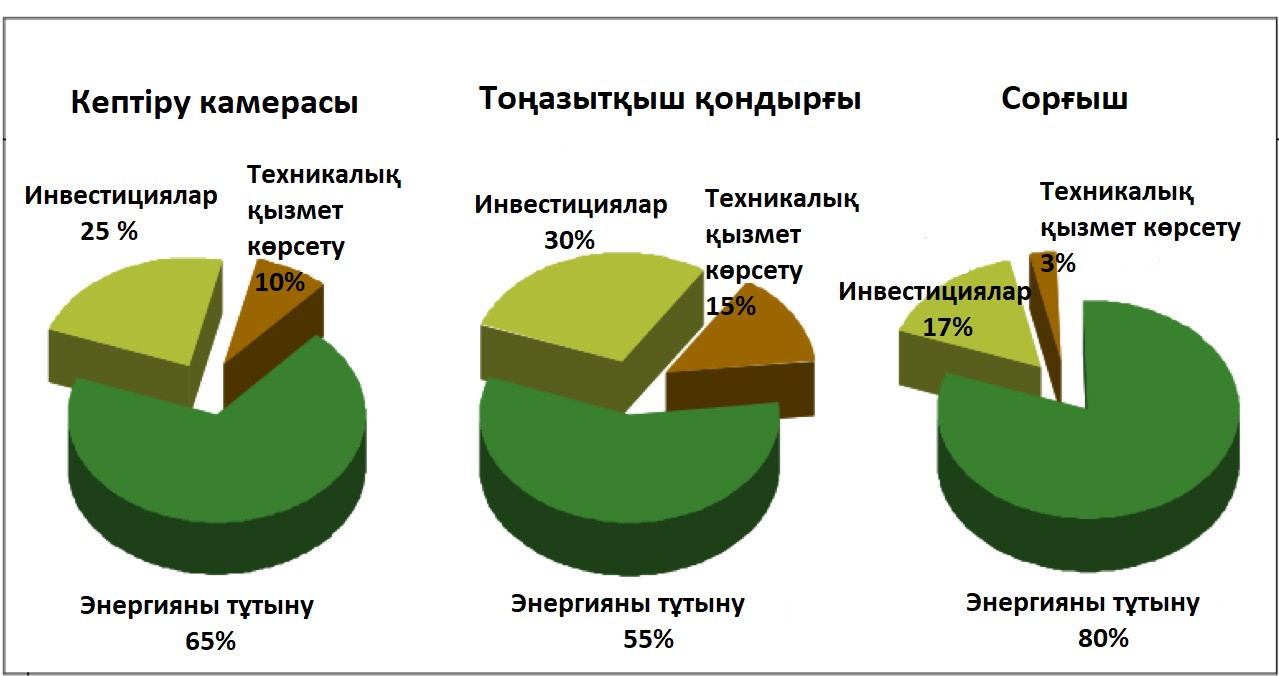 Кептіру камерасы
Инвестициялар
25 %
Техникалық
қызмет
көрсету
10%
Энергияны тұтыну
65%
Тоңазытқыш қондырғы
Инвестициялар
30%
Техникалық
қызмет
көрсету
15%
Энергияны тұтыну
55%
Сорғыш
Техникалық
қызмет көрсету
3%
Инвестициялар
17%
Энергияны тұтыну
80%